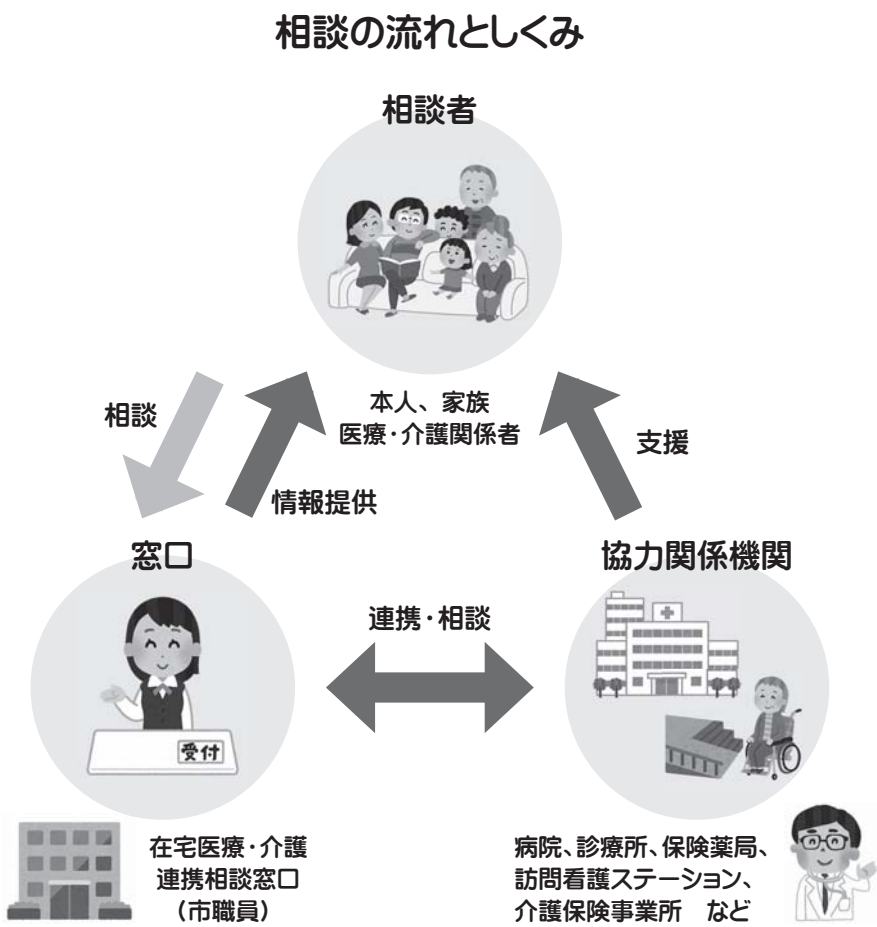 相談の流れとしくみ
相談者
本人、家族
医療・介護関係者
相談
情報提供
支援
窓口
協力関係機関
連携・相談
受付
在宅医療・介護
連携相談窓口
（市職員）
病院、診療所、保険薬局、
訪問看護ステーション、
介護保険事業所　など